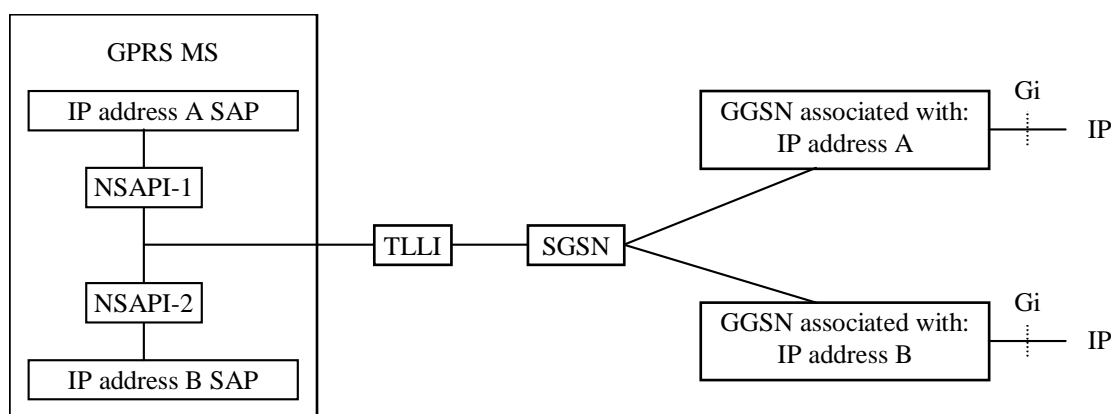 GPRS MS
IP address A SAP
NSAPI-1
NSAPI-2
IP address B SAP
TLLI
SGSN
GGSN associated with:
IP address A
Gi
IP
GGSN associated with:
IP address B
Gi
IP